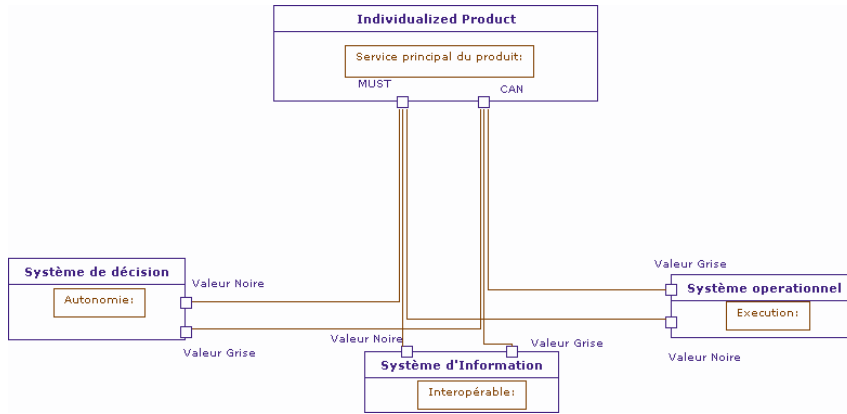 Individualized Product
Service principal du produit:
MUST
CAN
Système de décision
Autonomie:
Valeur Noire
Valeur Grise
Valeur Noire
Valeur Grise
Système d'Information
Interopérable:
Valeur Grise
Système operationnel
Execution:
Valeur Noire